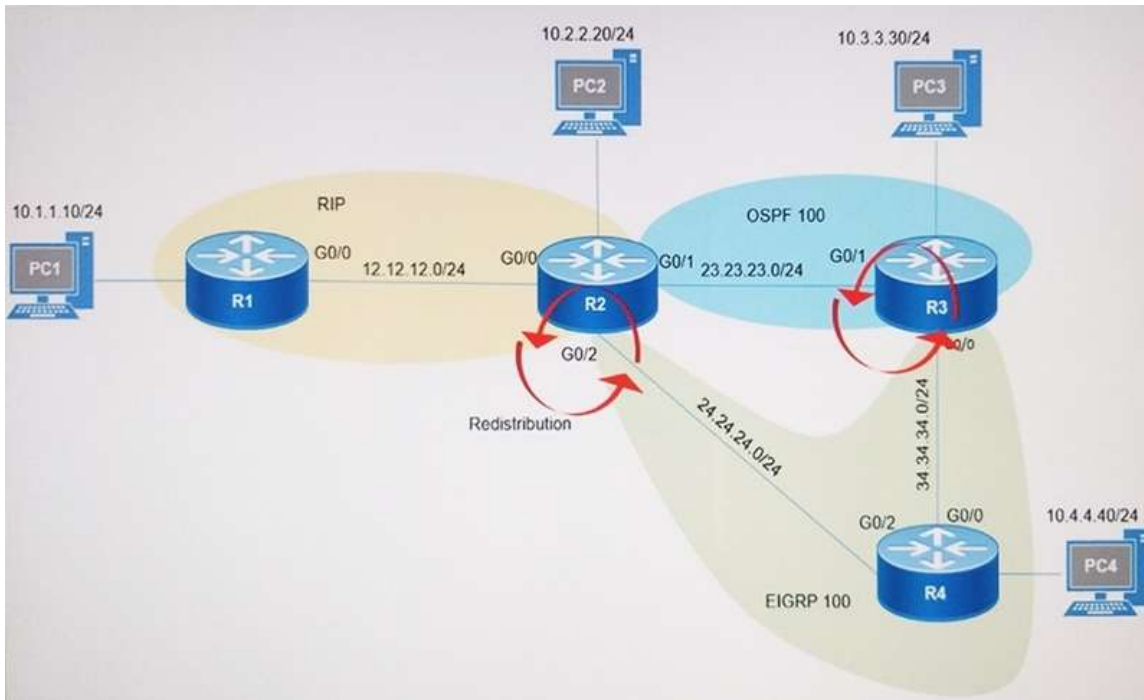 10.2.2.20/24
10.3.3.30/24
PC2
PC3
RIP
OSPF 100
10.1.1.10/24
PC1
G0/0
12.12.12.0/24
G0/0
G0/1
23.23.23.0/24
G0/1
R1
R2
R3
G0/2
G0/0
Redistribution
24.24.24.0/24
34.34.34.0/24
G0/2
G0/0
10.4.4.40/24
PC4
EIGRP 100
R4